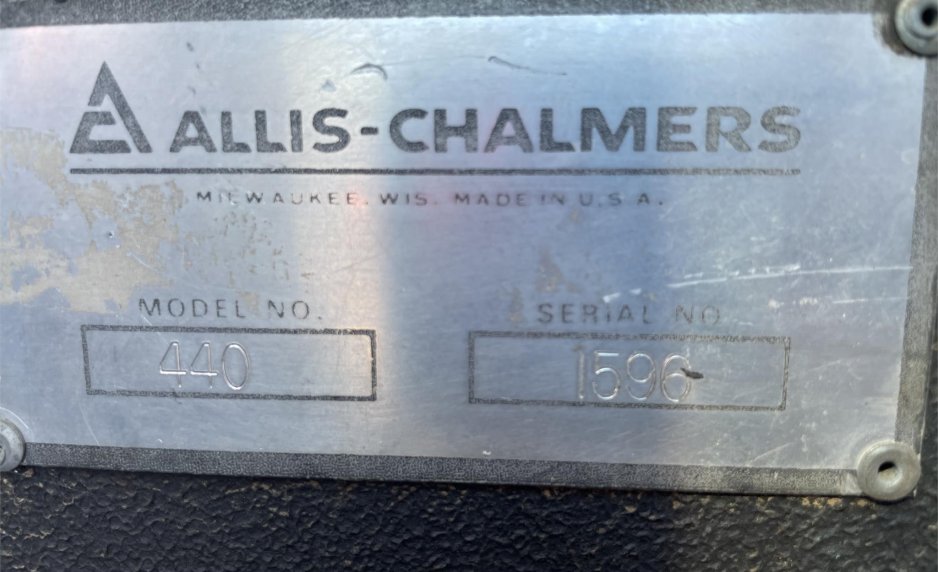 ALLIS-CHALMERS
MILWAUKEE. WIS. MADE IN U.S.A.
MODEL NO. SERIAL NO
440 1596